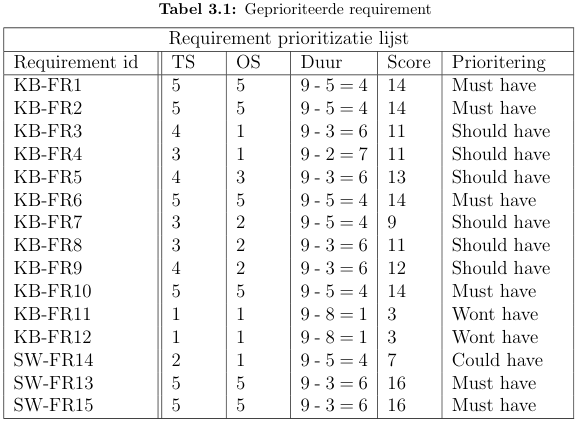 Tabel 3.1: Geprioriteerde requirement
Requirement prioritizatie lijst
Requirement id TS OS Duur Score Prioritering
KB-FR1 5 5 9 - 5 = 4 14 Must have
KB-FR2 5 5 9 - 5 = 4 14 Must have
KB-FR3 4 1 9 - 3 = 6 11 Should have
KB-FR4 3 1 9 - 2 = 7 11 Should have
KB-FR5 4 3 9 - 3 = 6 13 Should have
KB-FR6 5 5 9 - 5 = 4 14 Must have
KB-FR7 3 2 9 - 5 = 4 9 Should have
KB-FR8 3 2 9 - 3 = 6 11 Should have
KB-FR9 4 2 9 - 3 = 6 12 Should have
KB-FR10 5 5 9 - 5 = 4 14 Must have
KB-FR11 1 1 9 - 8 = 1 3 Wont have
KB-FR12 1 1 9 - 8 = 1 3 Wont have
SW-FR14 2 1 9 - 5 = 4 7 Could have
SW-FR13 5 5 9 - 3 = 6 16 Must have
SW-FR15 5 5 9 - 3 = 6 16 Must have